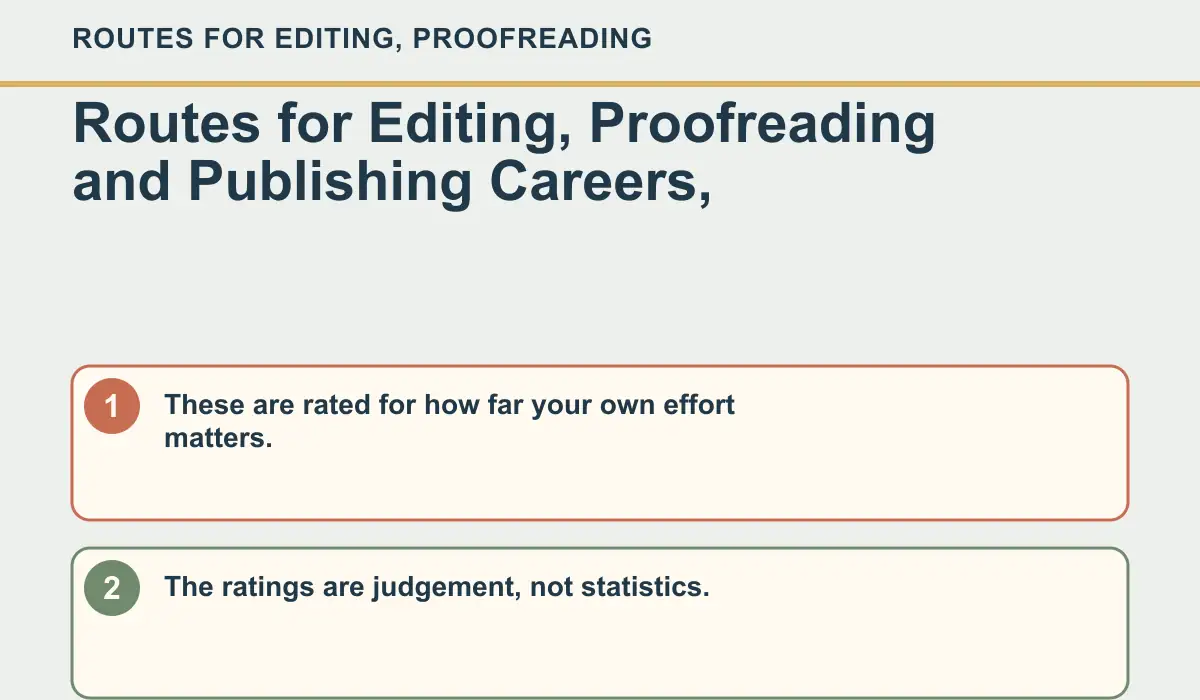 ROUTES FOR EDITING, PROOFREADING
Routes for Editing, Proofreading
and Publishing Careers,
1
These are rated for how far your own effort
matters.
2
The ratings are judgement, not statistics.